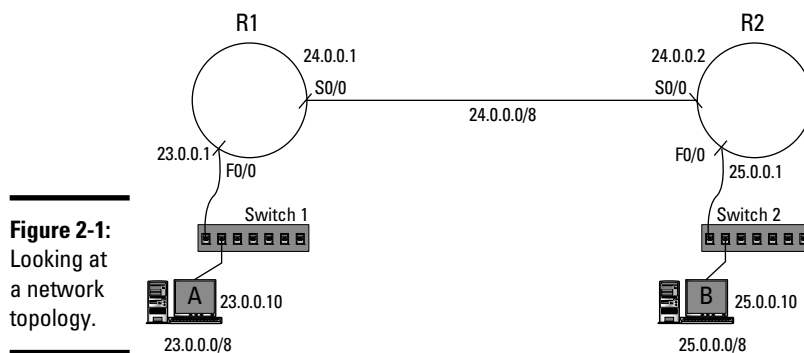 R1
R2
24.0.0.1
24.0.0.2
S0/0
S0/0
24.0.0.0/8
23.0.0.1
F0/0
F0/0
25.0.0.1
Switch 1
Switch 2
Figure 2-1:
Looking at
a network
topology.
A
23.0.0.10
B
25.0.0.10
23.0.0.0/8
25.0.0.0/8